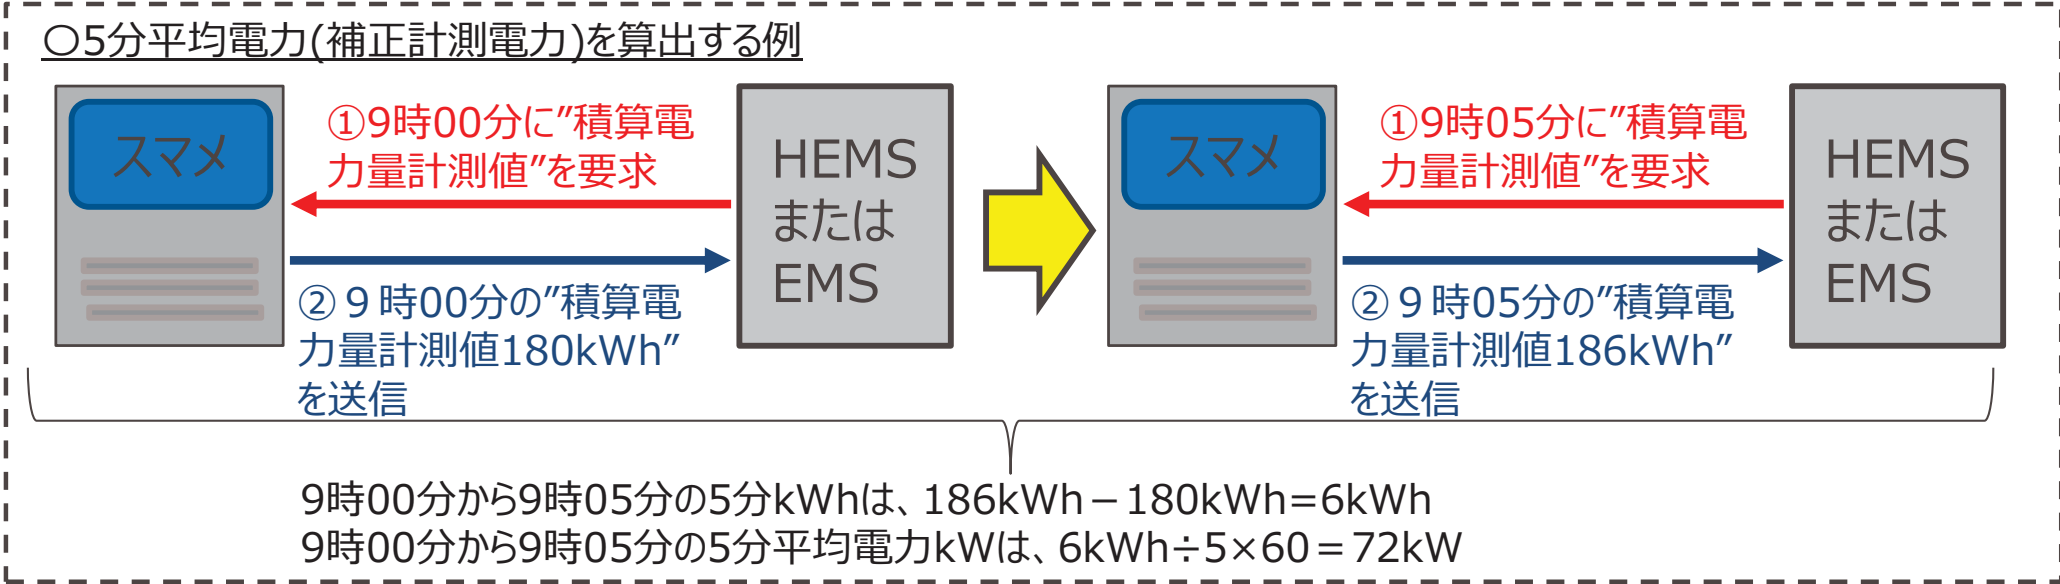 〇5分平均電力(補正計測電力)を算出する例
スマメ
①9時00分に”積算電
力量計測値”を要求
②９時00分の”積算電
力量計測値180kWh”
を送信
HEMS
または
EMS
スマメ
①9時05分に”積算電
力量計測値”を要求
②９時05分の”積算電
力量計測値186kWh”
を送信
HEMS
または
EMS
9時00分から9時05分の5分kWhは、186kWh－180kWh=6kWh
9時00分から9時05分の5分平均電力kWは、6kWh÷5×60＝72kW